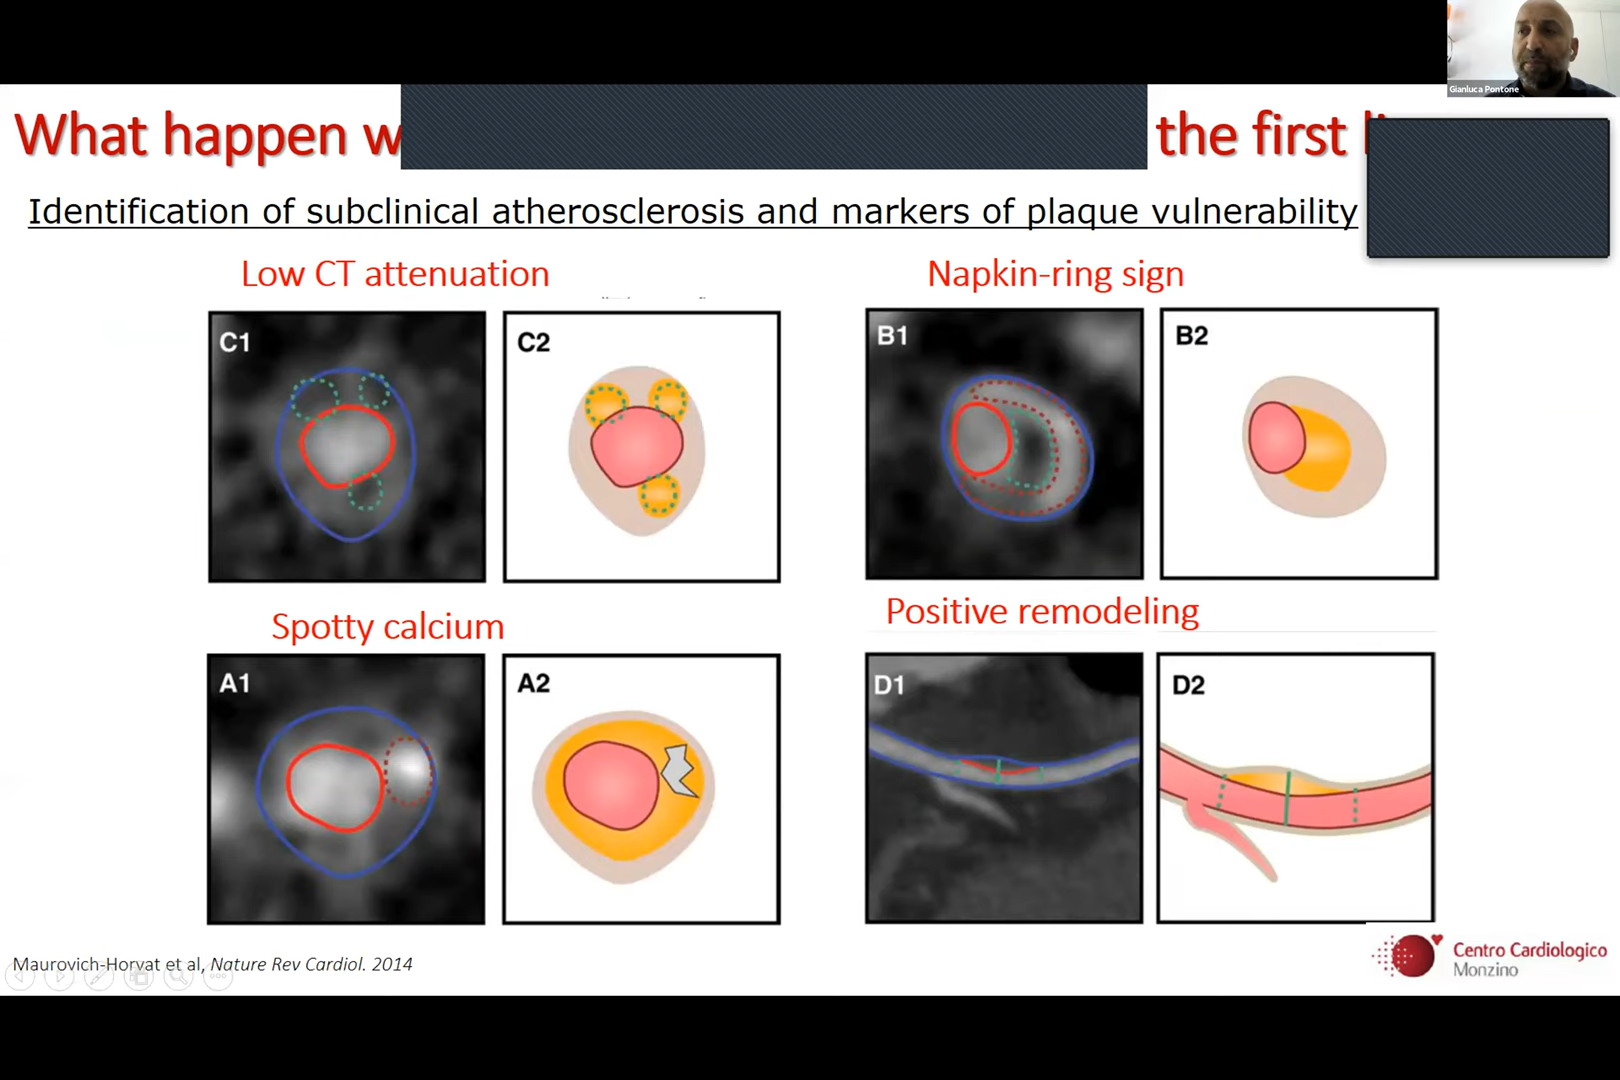 Gianluca Pontone
What happen w
the first
Identification of subclinical atherosclerosis and markers of plaque vulnerability
Low CT attenuation
Napkin-ring sign
C1
C2
B1
B2
Spotty calcium
Positive remodeling
A1
A2
D1
D2
Maurovich-Horvat et al, Nature Rev Cardiol. 2014
Centro Cardiologico
Monzino